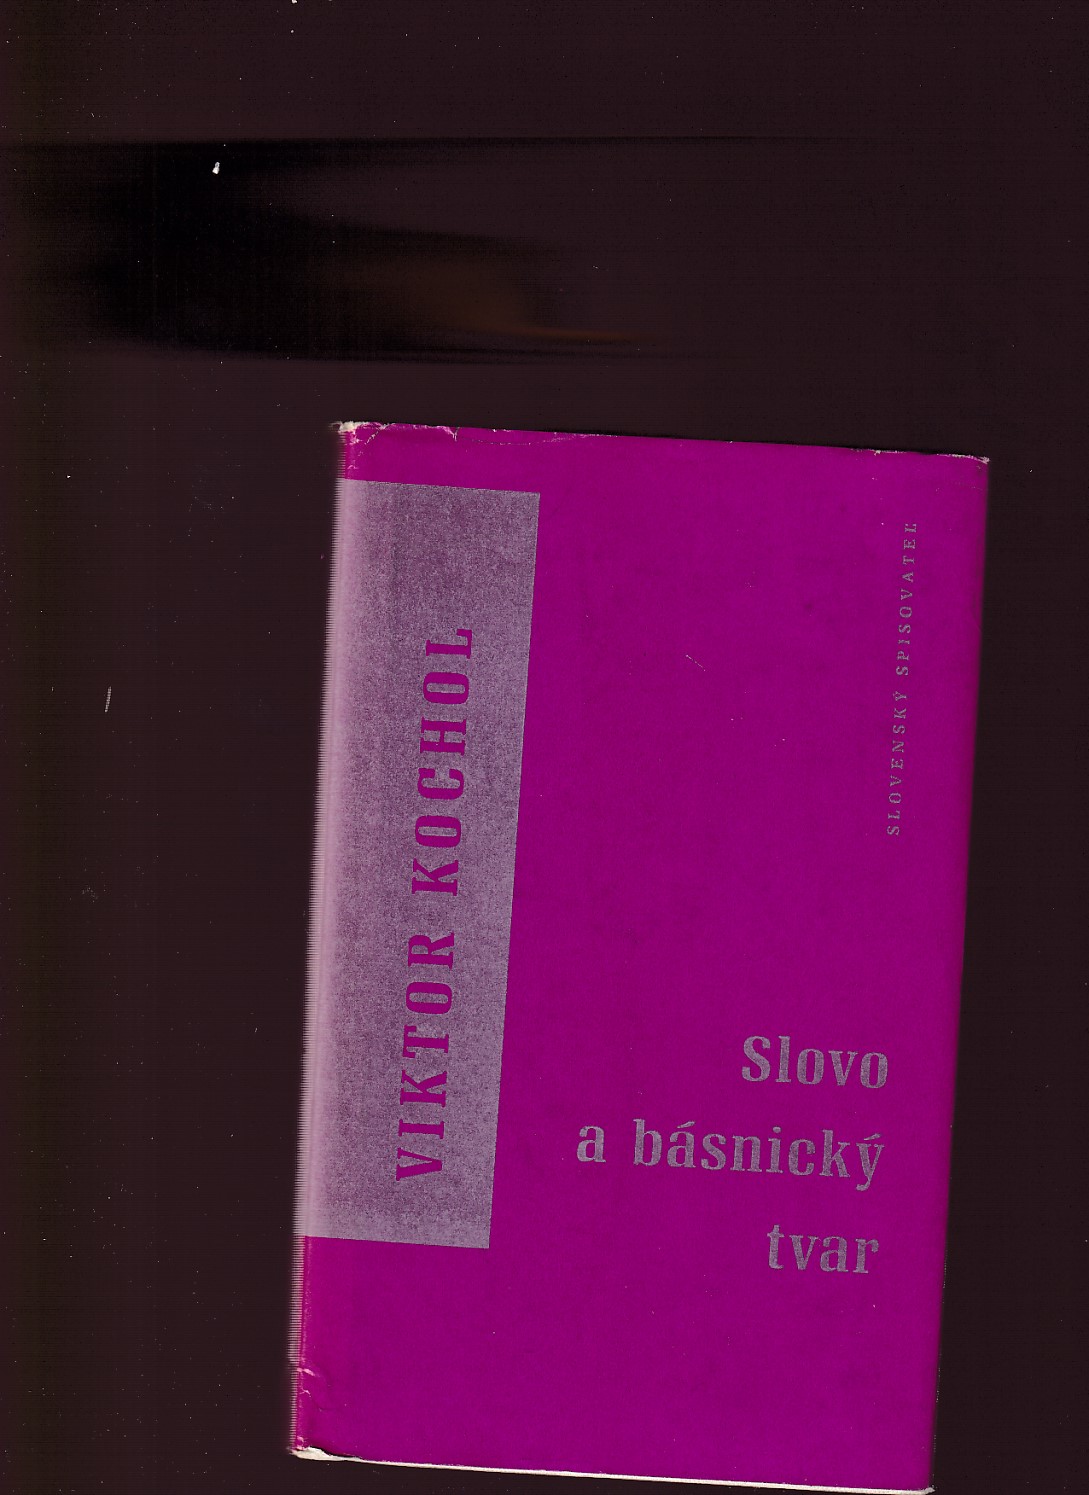 VIKTOR KOCHOL
SLOVENSKÝ SPISOVATEĽ
Slovo
a básnický
tvar